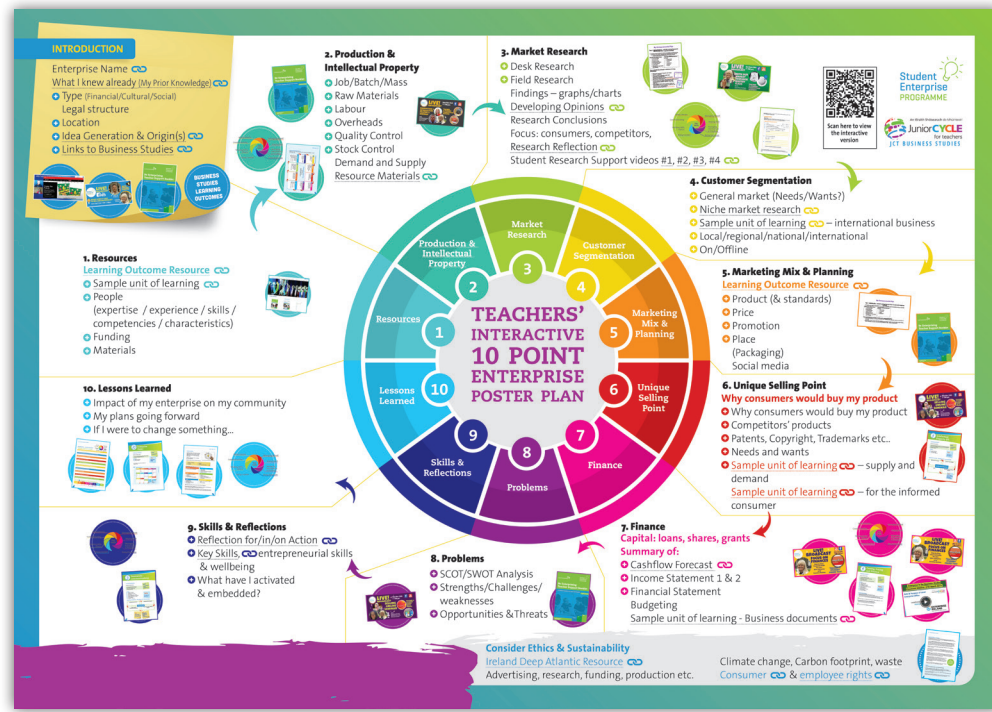 INTRODUCTION
Enterprise Name
What I knew already (My Prior Knowledge)
Type (Financial/Cultural/Social)
Legal structure
Location
Idea Generation & Origin(s)
Links to Business Studies
BUSINESS
STUDIES
LEARNING
OUTCOMES
2. Production &
Intellectual Property
Job/Batch/Mass
Raw Materials
Labour
Overheads
Quality Control
Stock Control
Demand and Supply
Resource Materials
3. Market Research
Desk Research
Field Research
Findings – graphs/charts
Developing Opinions
Research Conclusions
Focus: consumers, competitors,
Research Reflection
Student Research Support videos #1, #2, #3, #4
Scan here to view
the interactive
version
Student
Enterprise
PROGRAMME
JuniorCYCLE
for teachers
JCT BUSINESS STUDIES
4. Customer Segmentation
General market (Needs/Wants?)
Niche market research
Sample unit of learning – international business
Local/regional/national/international
On/Offline
1. Resources
Learning Outcome Resource
Sample unit of learning
People
(expertise / experience / skills /
competencies / characteristics)
Funding
Materials
5. Marketing Mix & Planning
Learning Outcome Resource
Product (& standards)
Price
Promotion
Place
(Packaging)
Social media
Market
Research
3
Customer
Segmentation
4
Marketing
Mix &
Planning
5
Unique
Selling
Point
6
Finance
7
Problems
8
Skills &
Reflections
9
Lessons
Learned
10
Resources
1
Production &
Intellectual
Property
2
TEACHERS'
INTERACTIVE
10 POINT
ENTERPRISE
POSTER PLAN
10. Lessons Learned
Impact of my enterprise on my community
My plans going forward
If I were to change something...
6. Unique Selling Point
Why consumers would buy my product
Why consumers would buy my product
Competitors' products
Patents, Copyright, Trademarks etc..
Needs and wants
Sample unit of learning – supply and
demand
Sample unit of learning – for the informed
consumer
9. Skills & Reflections
Reflection for/in/on Action
Key Skills, entrepreneurial skills
& wellbeing
What have I activated
& embedded?
8. Problems
SCOT/SWOT Analysis
Strengths/Challenges/
weaknesses
Opportunities &Threats
7. Finance
Capital: loans, shares, grants
Summary of:
Cashflow Forecast
Income Statement 1 & 2
Financial Statement
Budgeting
Sample unit of learning - Business documents
Consider Ethics & Sustainability
Ireland Deep Atlantic Resource
Advertising, research, funding, production etc.
Climate change, Carbon footprint, waste
Consumer & employee rights